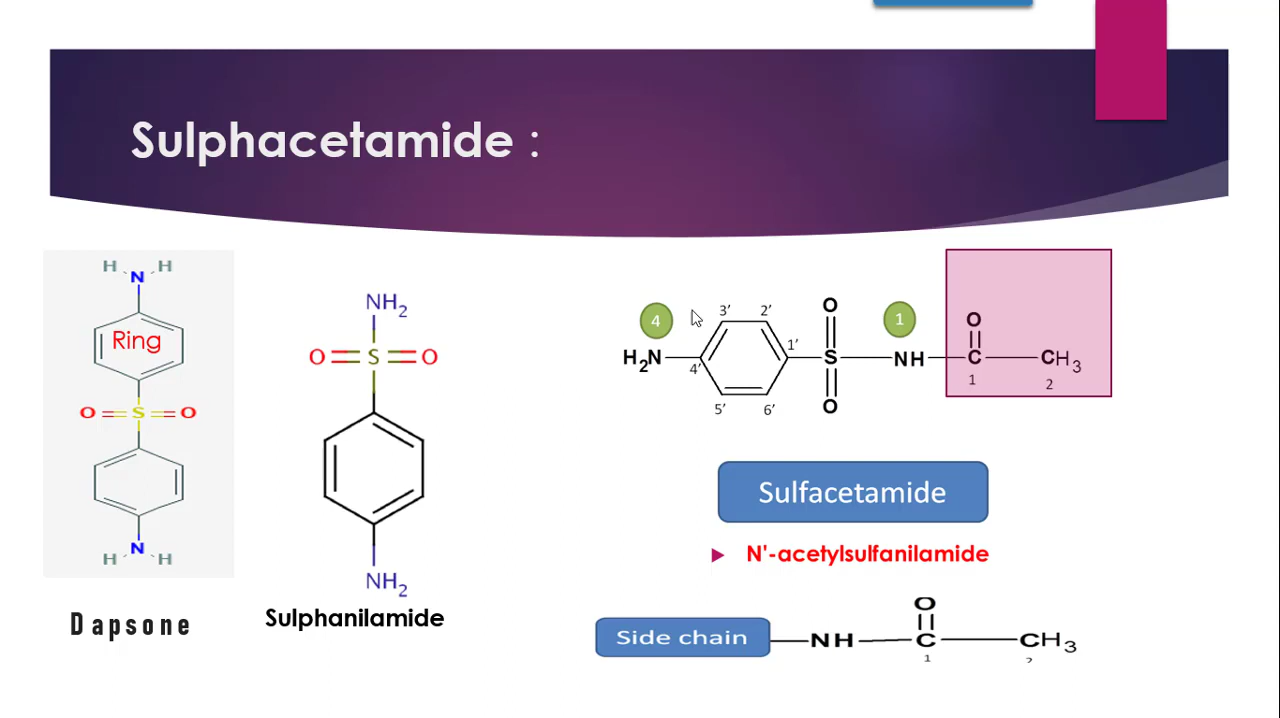 Sulphacetamide :
H H
N
Ring
O S O
N
H H
Dapsone
NH2
O S O
NH2
Sulphanilamide
O O
4 3' 2' 1
H2N 4' 1' S NH C CH3
5' 6' 1 2
O
Sulfacetamide
N'-acetylsulfanilamide
O
Side chain NH C CH3
1 2